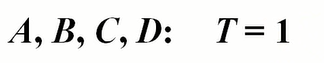 A, B, C, D: T = 1